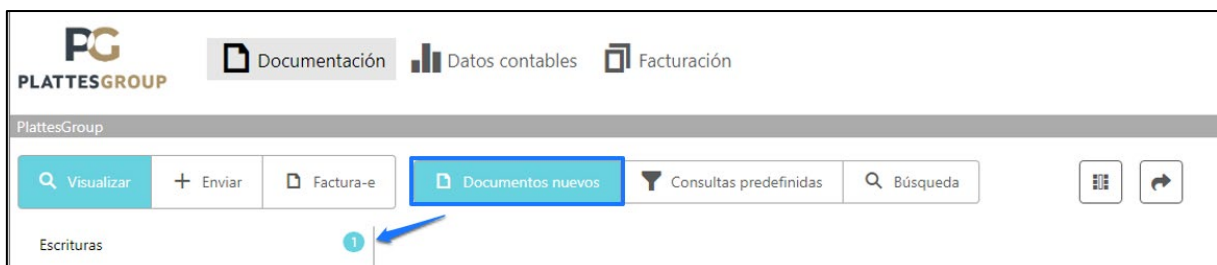 PG
PLATTESGROUP
Documentación Datos contables Facturación
PlattesGroup
Visualizar + Enviar Factura-e Documentos nuevos Consultas predefinidas Búsqueda
Escrituras 1